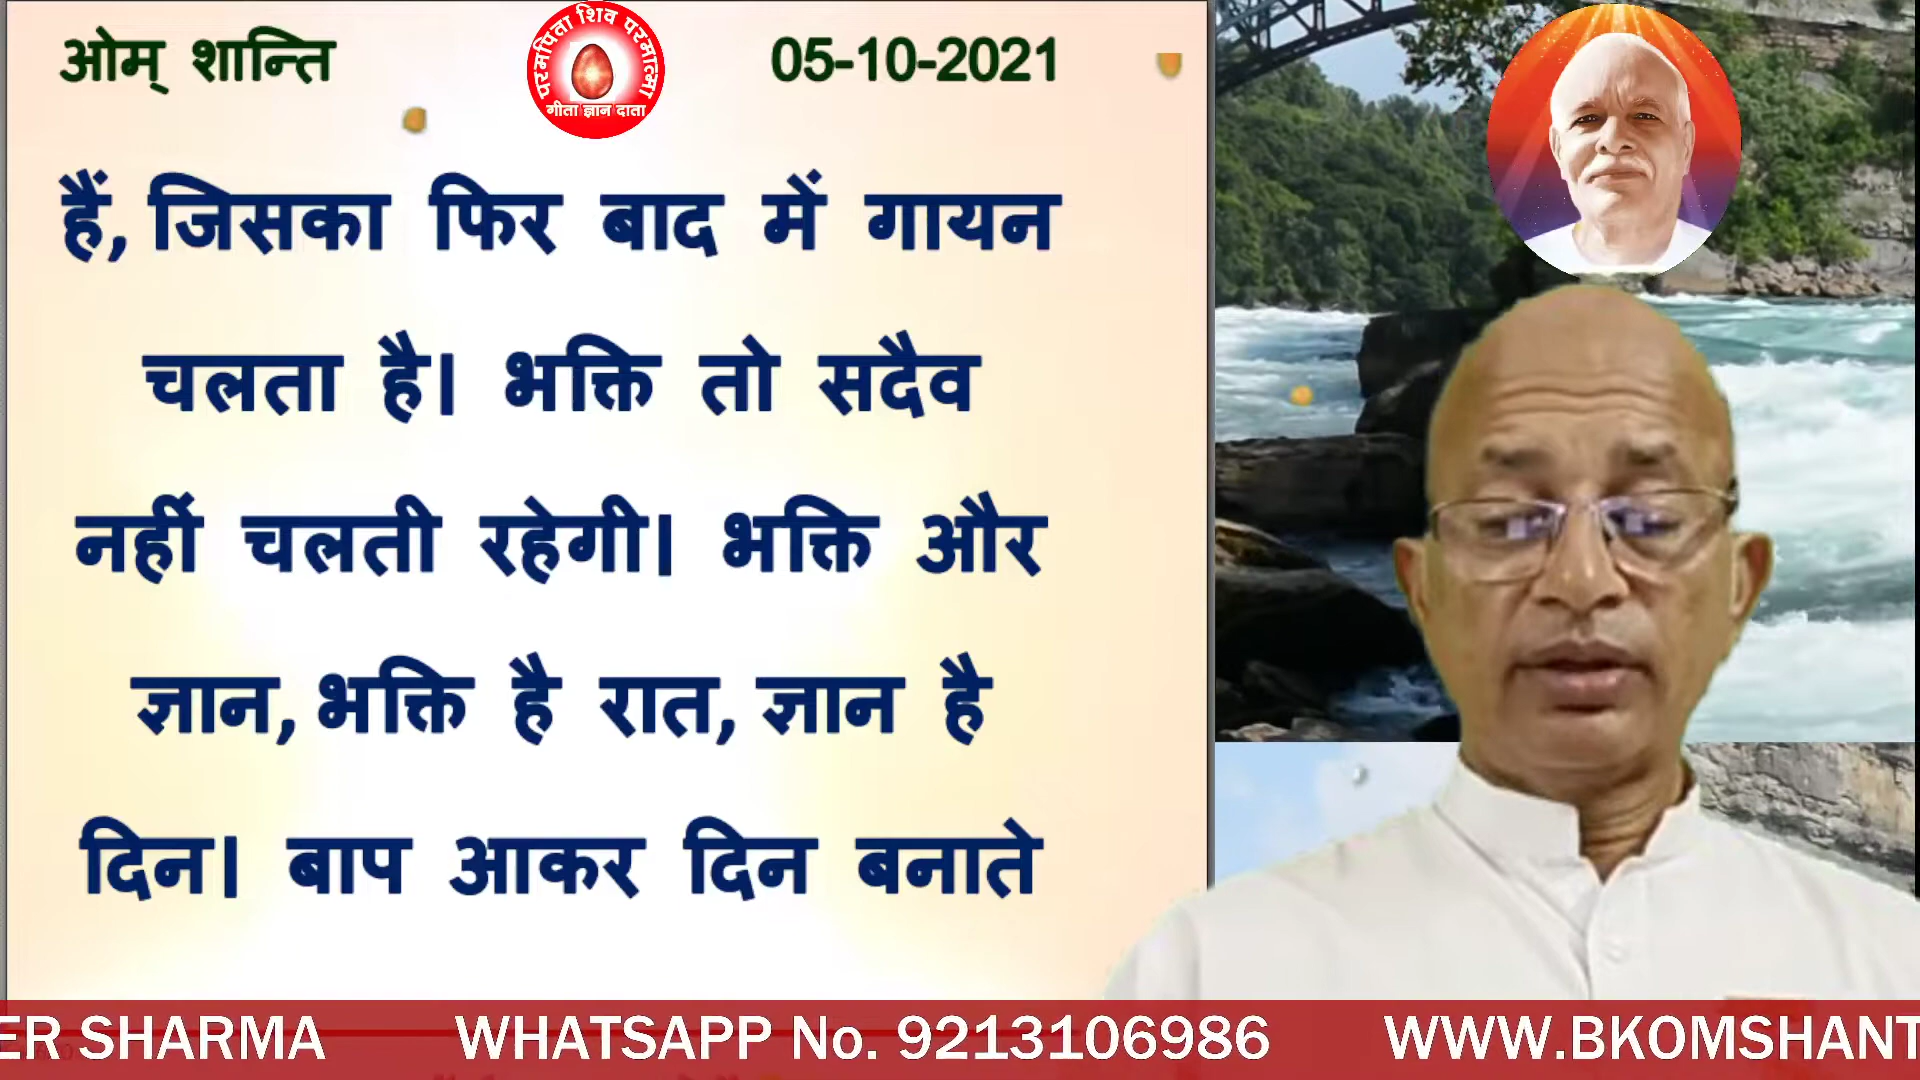 ओम् शान्ति
परमपिता शिव परमात्मा
गीता ज्ञान दाता
05-10-2021
हैं, जिसका फिर बाद में गायन
चलता है। भक्ति तो सदैव
नहीं चलती रहेगी। भक्ति और
ज्ञान, भक्ति है रात, ज्ञान है
दिन। बाप आकर दिन बनाते
ER SHARMA WHATSAPP No. 9213106986 WWW.BKOMSHANT